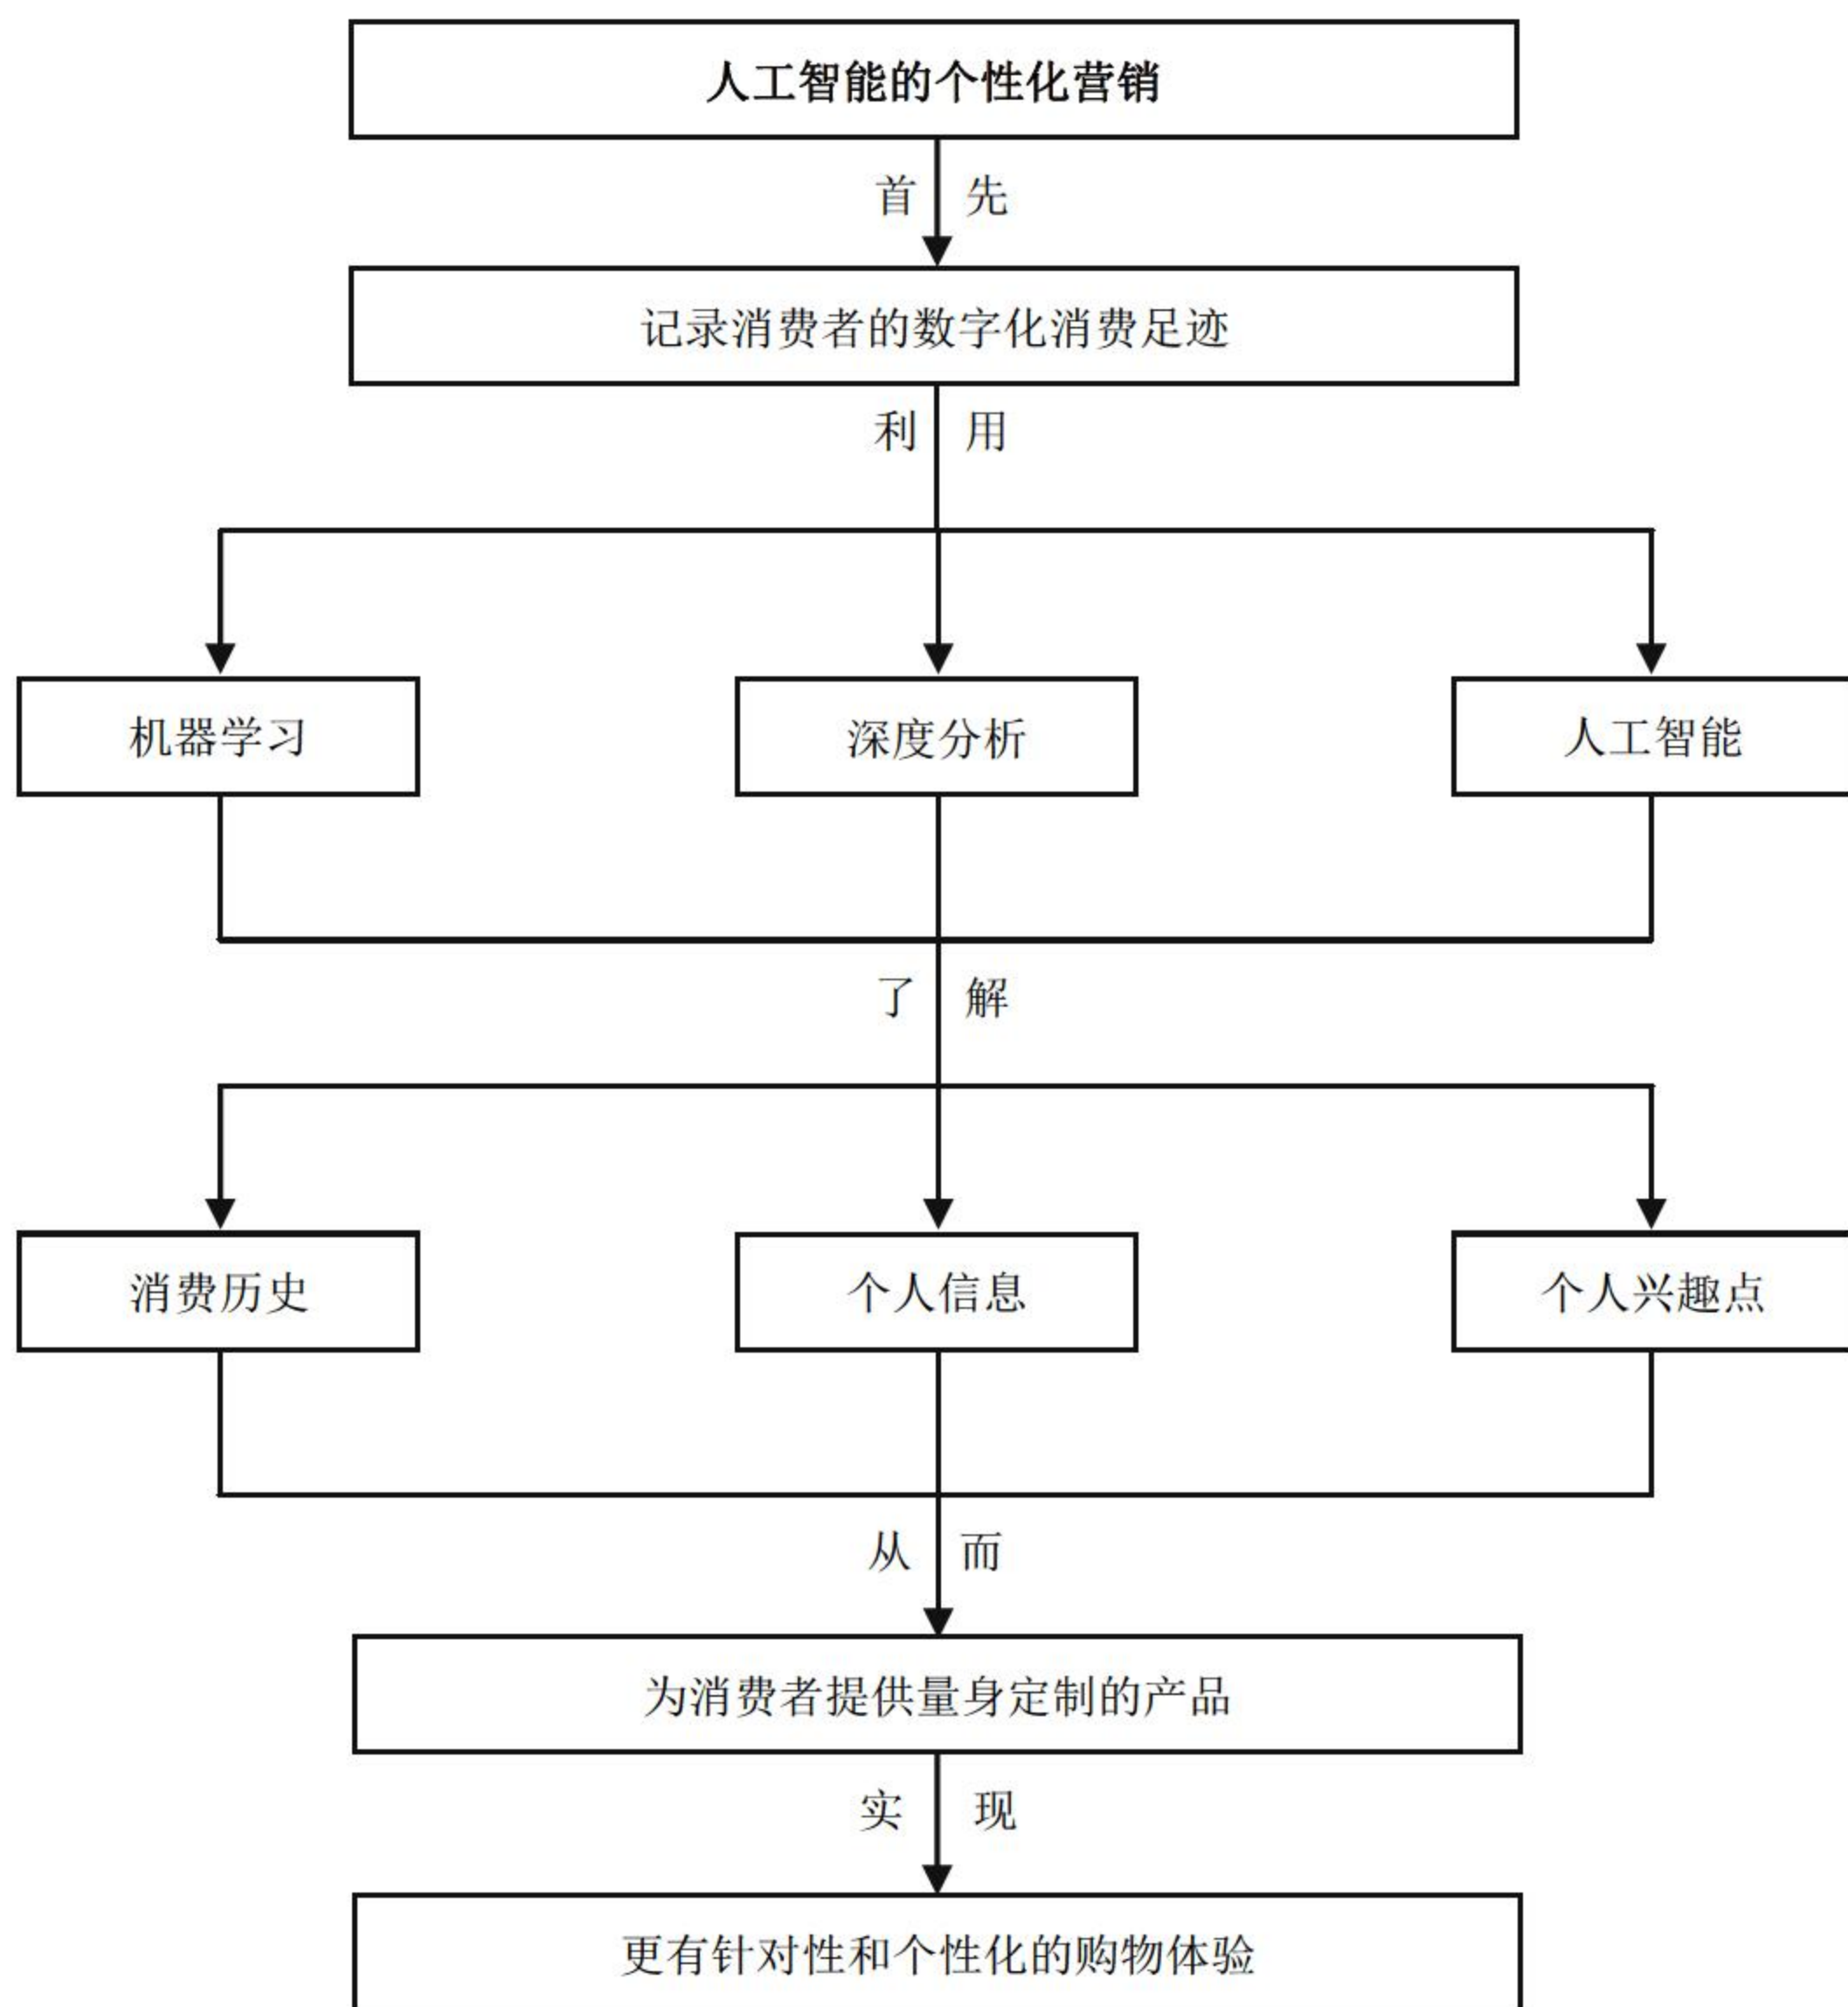 人工智能的个性化营销
首先
记录消费者的数字化消费足迹
利用
机器学习
深度分析
人工智能
了解
消费历史
个人信息
个人兴趣点
从而
为消费者提供量身定制的产品
实现
更有针对性和个性化的购物体验